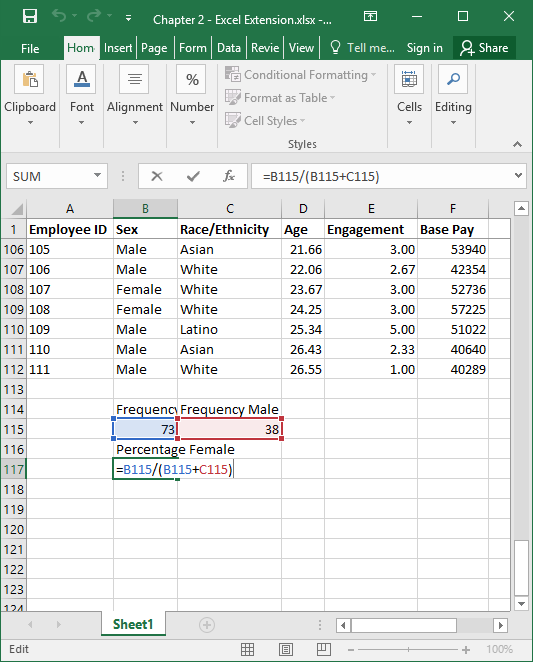 Chapter 2 - Excel Extension.xlsx -...
File Home Insert Page Form Data Revie View Tell me... Sign in Share
Clipboard Font Alignment Number Conditional Formatting Format as Table Cell Styles Cells Editing
%
Styles
SUM fx =B115/(B115+C115)
A B C D E F
1 Employee ID Sex Race/Ethnicity Age Engagement Base Pay
106 105 Male Asian 21.66 3.00 53940
107 106 Male White 22.06 2.67 42354
108 107 Female White 23.67 3.00 52736
109 108 Female White 24.25 3.00 57225
110 109 Male Latino 25.34 5.00 51022
111 110 Male Asian 26.43 2.33 40640
112 111 Male White 26.55 1.00 40289
113
114 Frequency Frequency Male
115 73 38
116 Percentage Female
117 =B115/(B115+C115)
118
119
120
121
122
123
124
Sheet1
Edit 100%